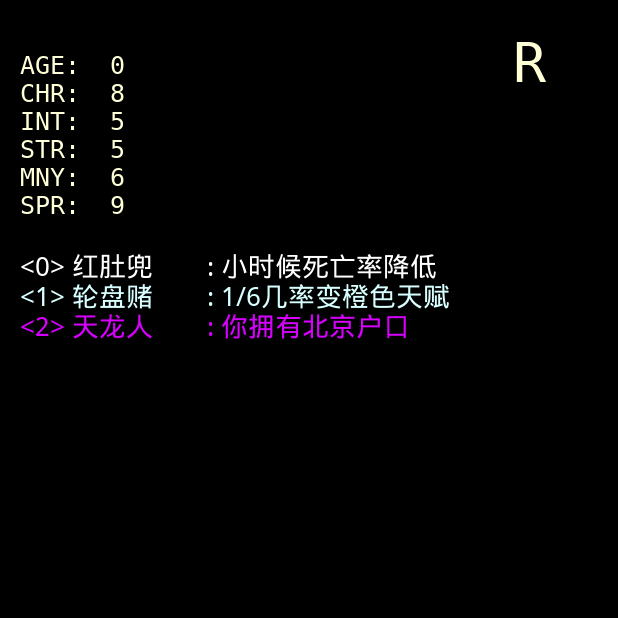 R
AGE: 0
CHR: 8
INT: 5
STR: 5
MNY: 6
SPR: 9
<0> 红肚兜 : 小时候死亡率降低
<1> 轮盘赌 : 1/6几率变橙色天赋
<2> 天龙人 : 你拥有北京户口